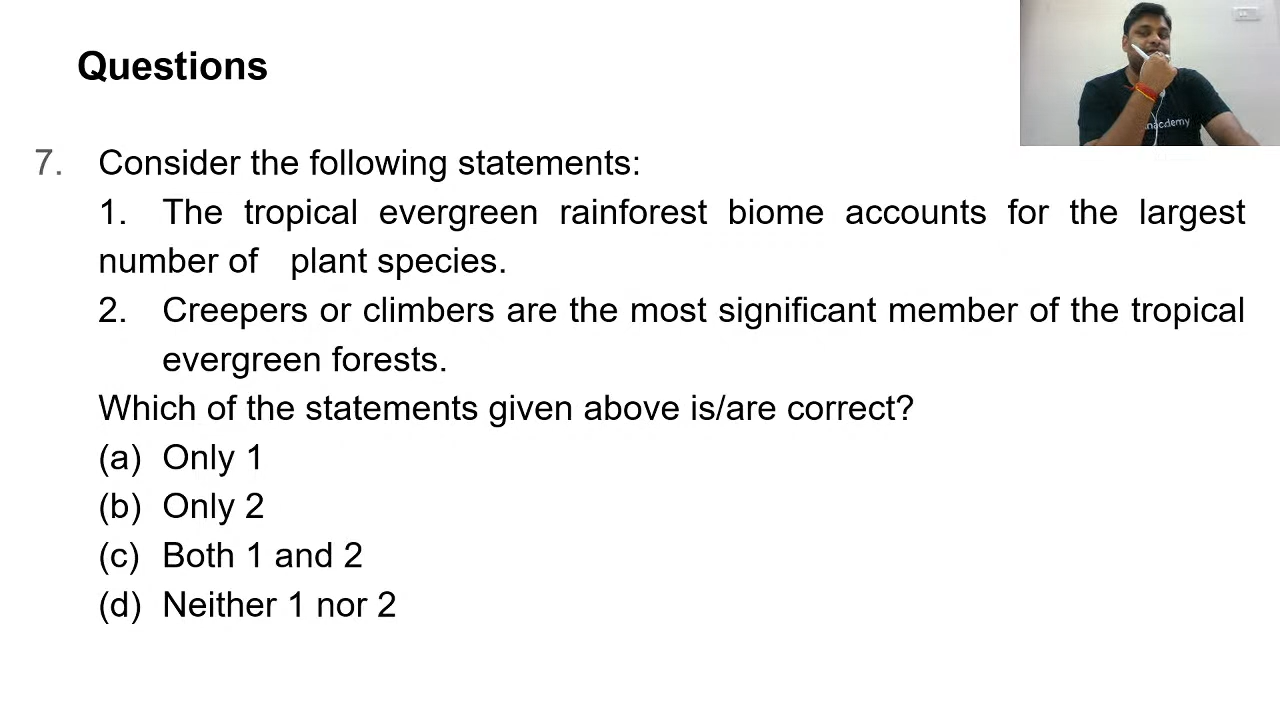 Questions
7. Consider the following statements:
1. The tropical evergreen rainforest biome accounts for the largest
number of plant species.
2. Creepers or climbers are the most significant member of the tropical
evergreen forests.
Which of the statements given above is/are correct?
(a) Only 1
(b) Only 2
(c) Both 1 and 2
(d) Neither 1 nor 2